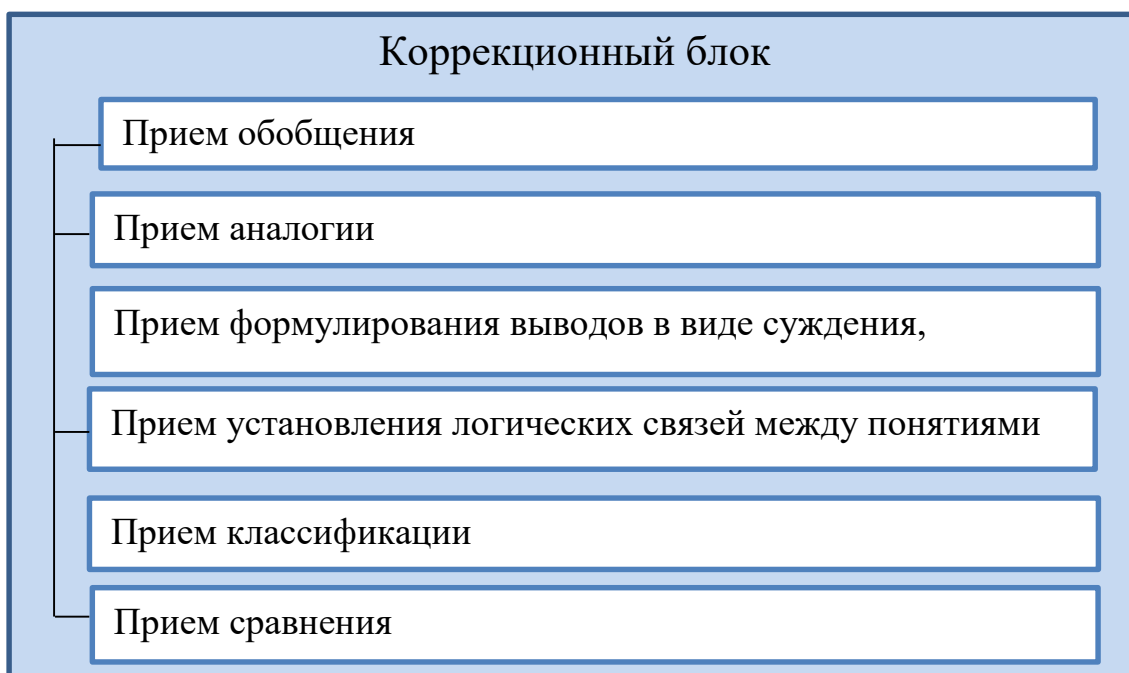 Коррекционный блок
Прием обобщения
Прием аналогии
Прием формулирования выводов в виде суждения,
Прием установления логических связей между понятиями
Прием классификации
Прием сравнения